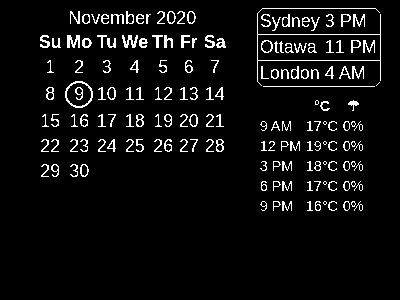 November 2020
Su Mo Tu We Th Fr Sa
1 2 3 4 5 6 7
8 9 10 11 12 13 14
15 16 17 18 19 20 21
22 23 24 25 26 27 28
29 30
Sydney 3 PM
Ottawa 11 PM
London 4 AM
°C ☂
9 AM 17°C 0%
12 PM 19°C 0%
3 PM 18°C 0%
6 PM 17°C 0%
9 PM 16°C 0%